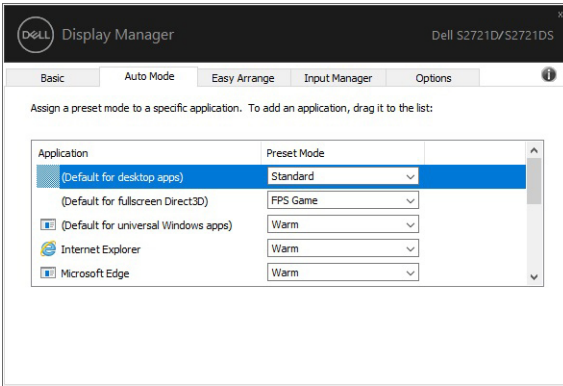 DELL Display Manager Dell S2721D/S2721DS
Basic Auto Mode Easy Arrange Input Manager Options
Assign a preset mode to a specific application. To add an application, drag it to the list:
Application Preset Mode
(Default for desktop apps) Standard
(Default for fullscreen Direct3D) FPS Game
(Default for universal Windows apps) Warm
Internet Explorer Warm
Microsoft Edge Warm